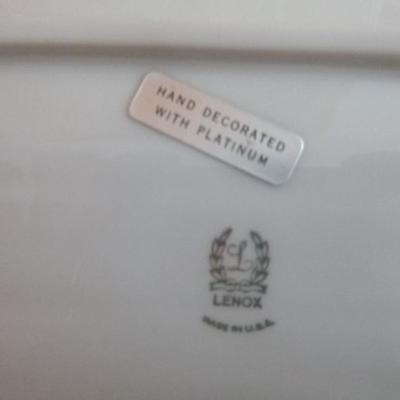 HAND DECORATED
WITH PLATINUM
L
LENOX
MADE IN U.S.A.